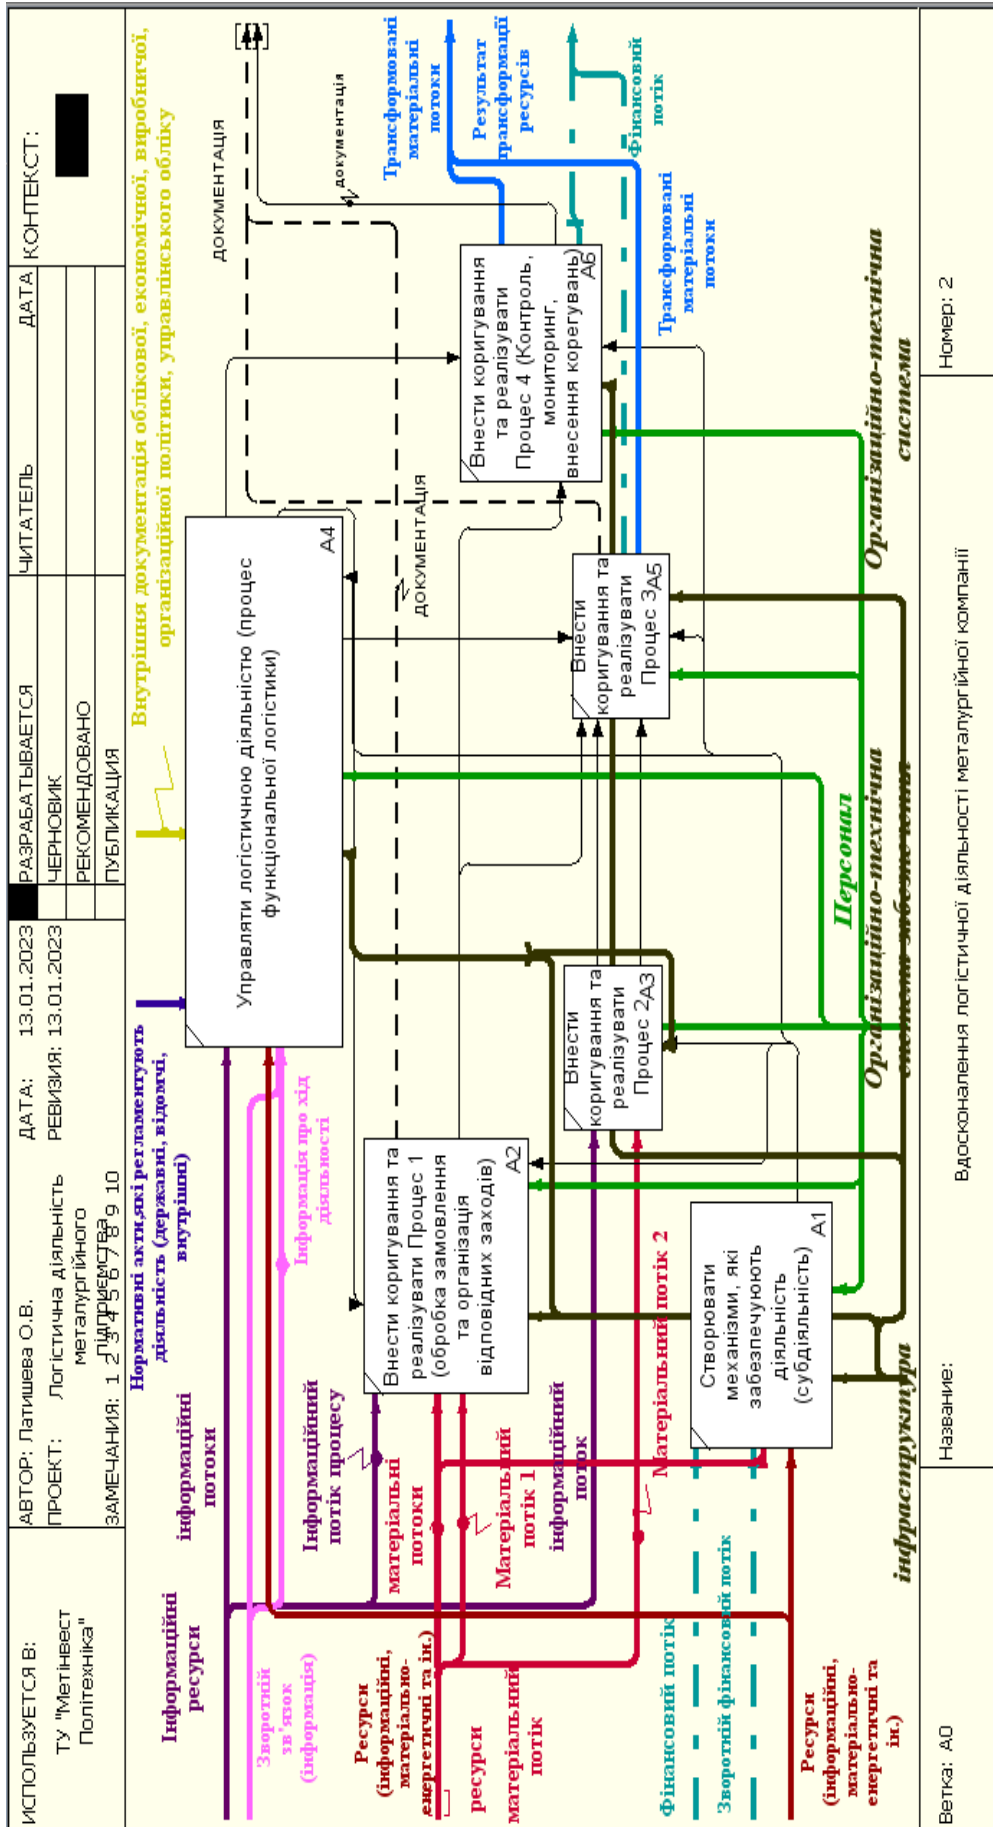 ИСПОЛЬЗУЕТСЯ В:
ТУ "Метінвест
Політехніка"
АВТОР: Латишева О.В.
ПРОЕКТ: Логістична діяльність
металургійного
підприємства
ЗАМЕЧАНИЯ: 1 2 3 4 5 6 7 8 9 10
ДАТА: 13.01.2023
РЕВИЗИЯ: 13.01.2023
РАЗРАБАТЫВАЕТСЯ
ЧЕРНОВИК
РЕКОМЕНДОВАНО
ПУБЛИКАЦИЯ
ЧИТАТЕЛЬ
ДАТА
КОНТЕКСТ:
Нормативні акти,які регламентують
діяльність (державні, відомчі,
внутрішні)
Внутрішня документація облікової, економічної, виробничої,
організаційної політики, управлінського обліку
Інформаційні
ресурси
інформаційні
потоки
Зворотній
зв'язок
(інформація)
Інформація про хід
діяльності
Управляти логістичною діяльністю (процес
функціональної логістики)
A4
документація
документація
ДОКУМЕНТАЦІЯ
Трансформовані
матеріальні
потоки
Результат
трансформації
ресурсів
Фінансовий
потік
Трансформовані
матеріальні
потоки
Інформаційний
потік процесу
Ресурси
(інформаційні,
матеріально-
енергетичні та ін.)
матеріальні
потоки
ресурси
матеріальний
потік
Матеріальний
потік 1
інформаційний
поток
Матеріальний потік 2
Внести коригування та
реалізувати Процес 1
(обробка замовлення
та організація
відповідних заходів)
A2
Внести
коригування та
реалізувати
Процес 2
A3
Внести
коригування та
реалізувати
Процес 3
A5
Внести коригування
та реалізувати
Процес 4 (Контроль,
мониторинг,
внесення корегувань)
A6
Фінансовий потік
Зворотній фінансовий потік
Створювати
механізми, які
забезпечують
діяльність
(субдіяльність)
A1
Ресурси
(інформаційні,
матьріально-
енергетичні та
ін.)
Персонал
Організаційно-технічна
система забезпечення
Організаційно-технічна
система
інфраструктура
Ветка: A0
Название:
Вдосконалення логістичної діяльності металургійної компанії
Номер: 2